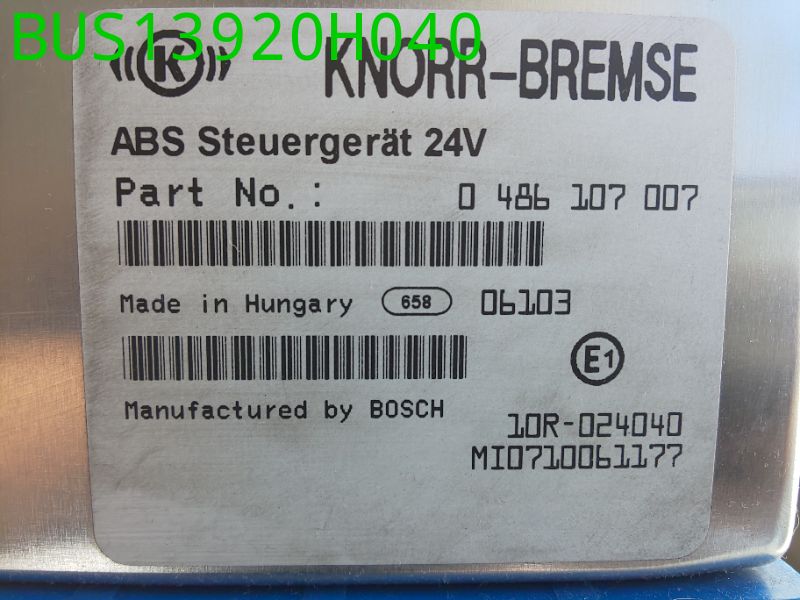 BUS13920H040
K KNORR-BREMSE
ABS Steuergerät 24V
Part No.: 0 486 107 007
Made in Hungary 658 06103
E1
Manufactured by BOSCH
10R-024040
MI0710061177